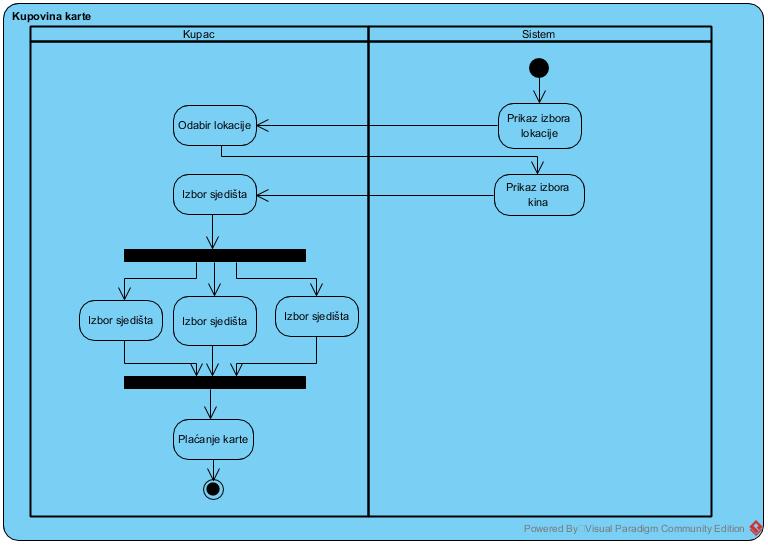 Kupovina karte
Kupac
Sistem
Prikaz izbora
lokacije
Odabir lokacije
Prikaz izbora
kina
Izbor sjedišta
Izbor sjedišta
Izbor sjedišta
Izbor sjedišta
Plaćanje karte
Powered By Visual Paradigm Community Edition